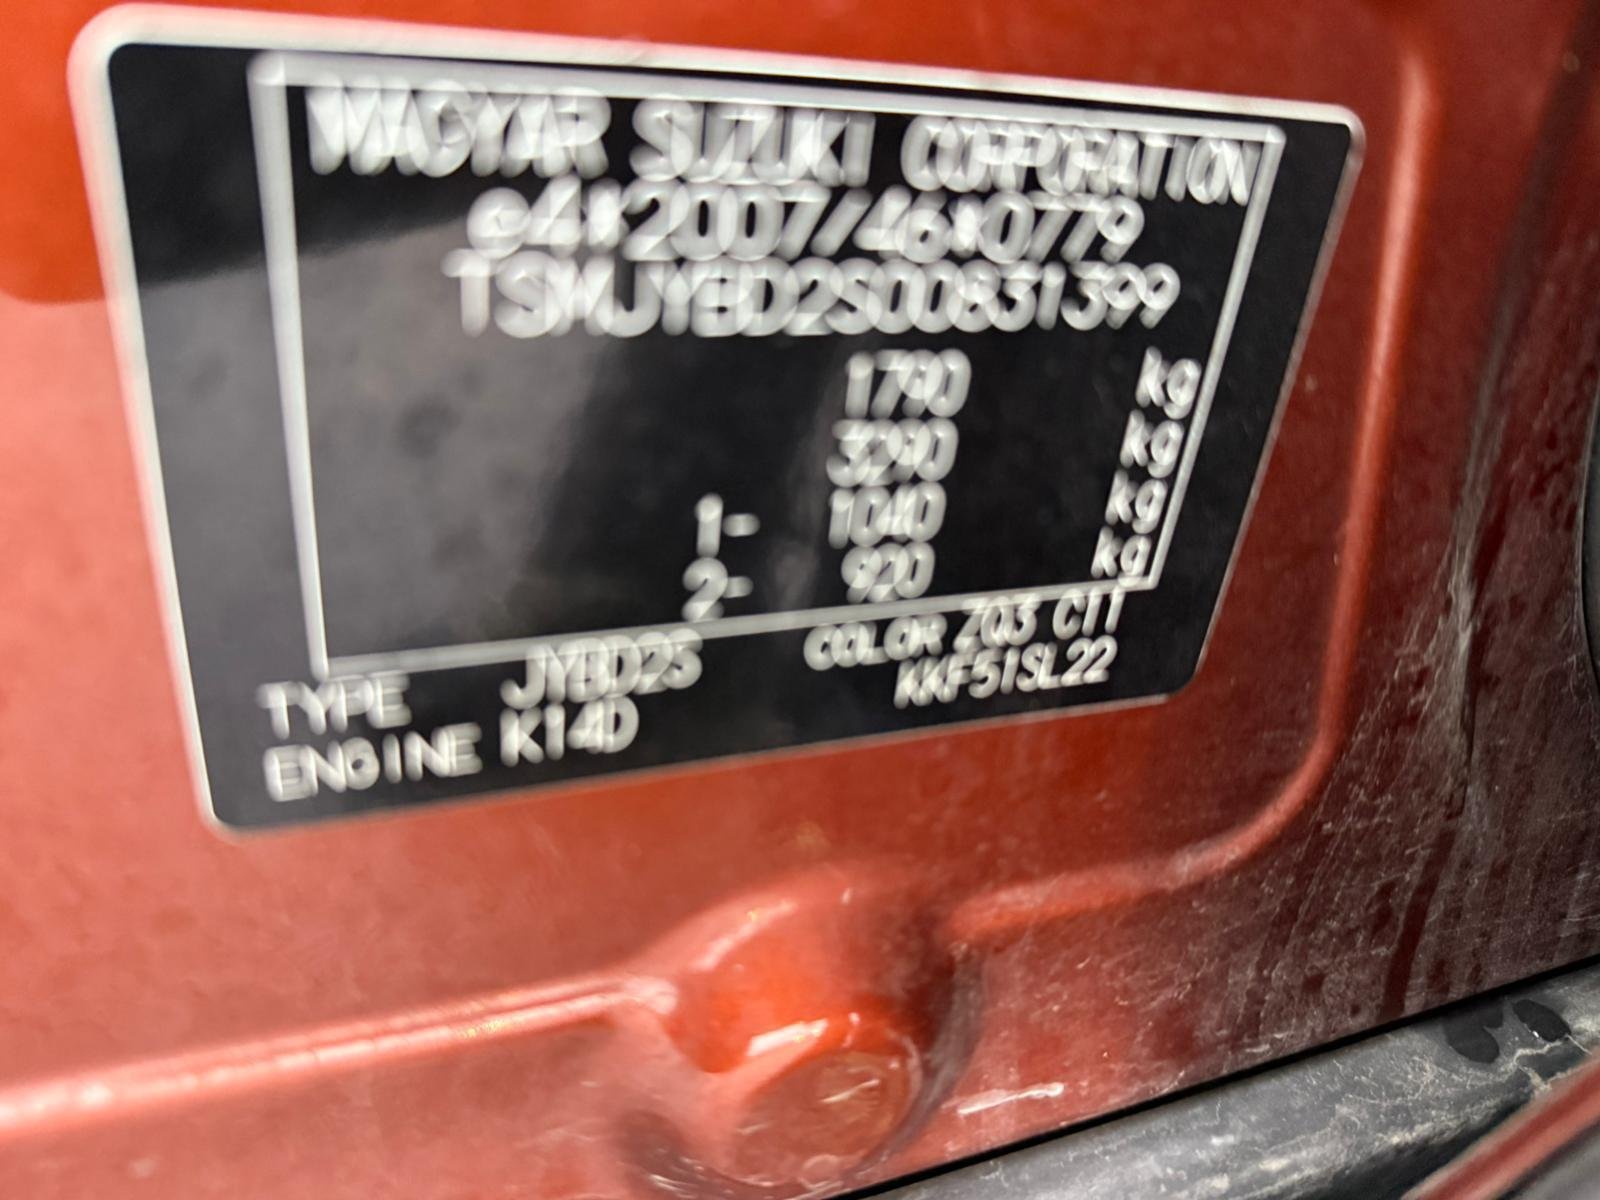 MAGYAR SUZUKI CORPORATION
e4*2007/46*0779
TSMJYBD2S00831399
1790 kg
3290 kg
1- 1040 kg
2- 920 kg
TYPE JYBD2S COLOR ZQ3 C11
ENGINE K14D KKF51SL22